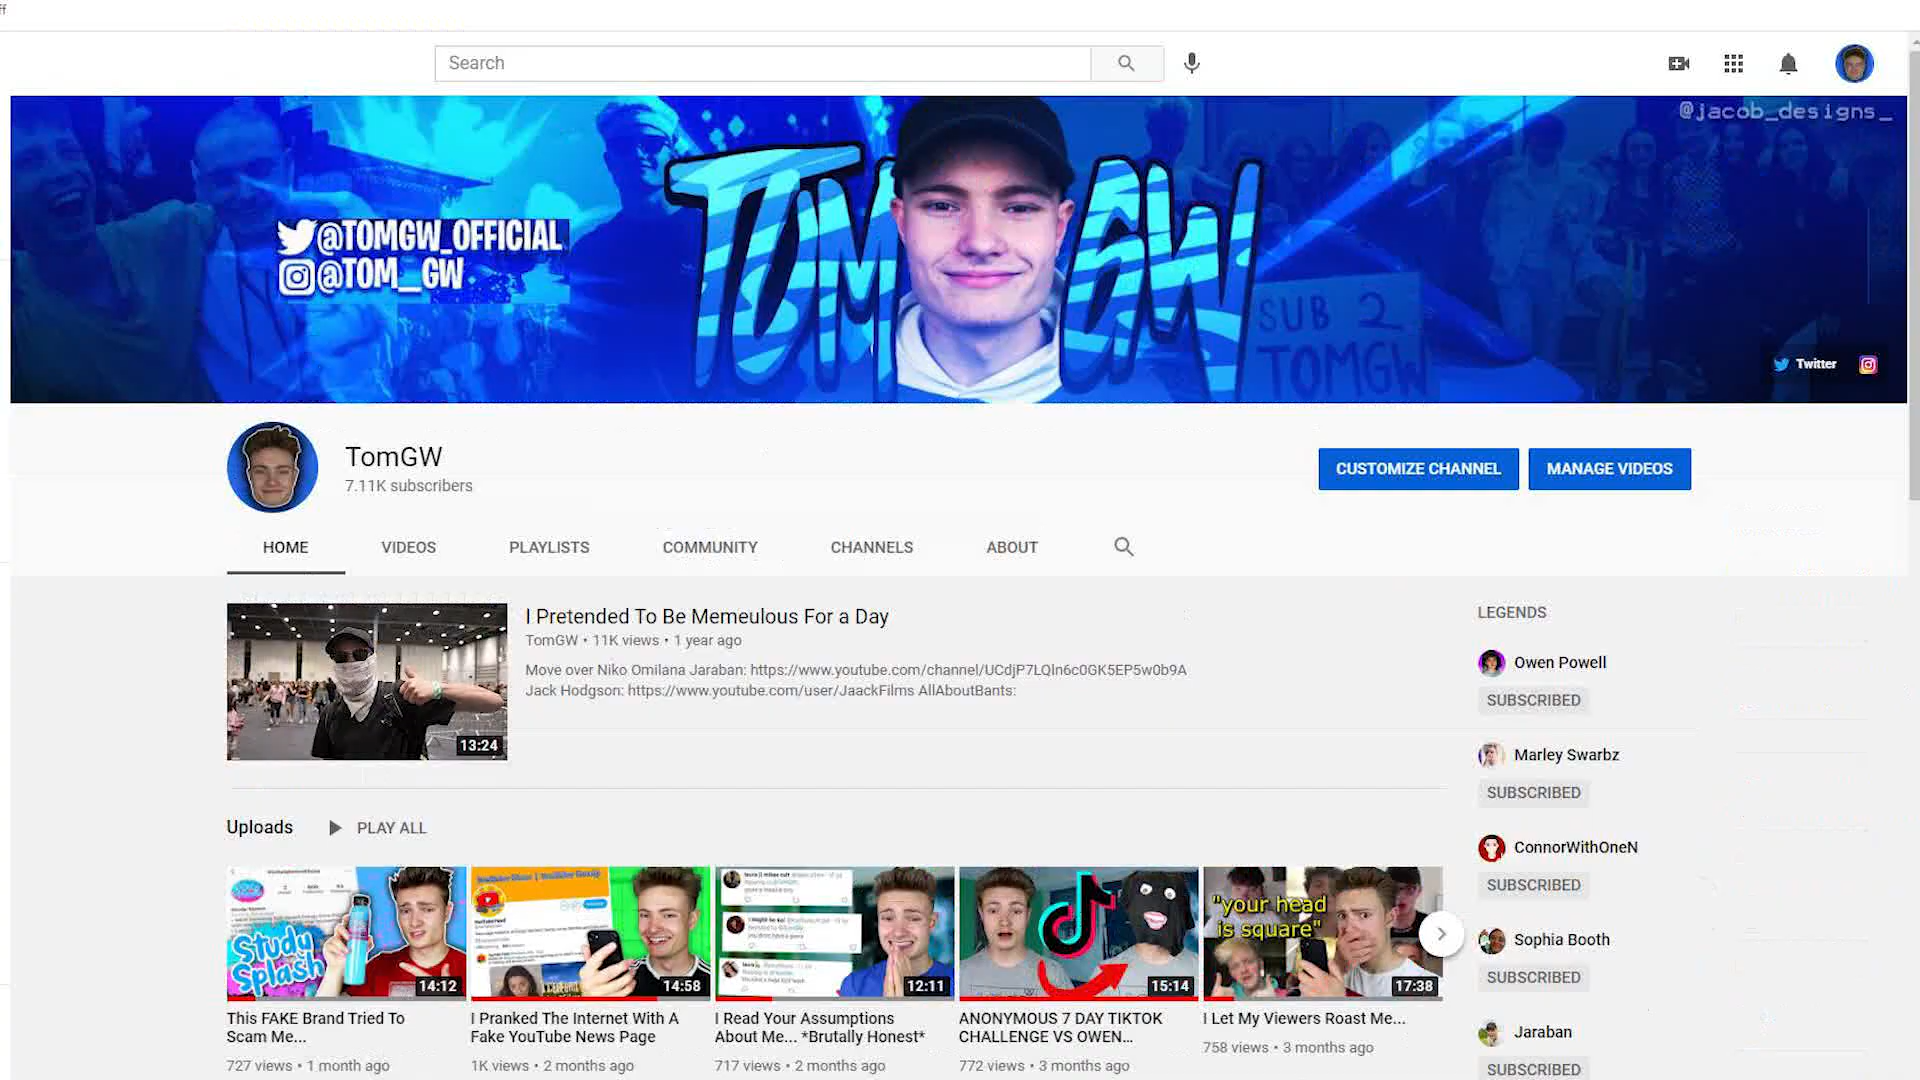 ff
Search
@jacob_designs_
@TOMGW_OFFICIAL
@TOM_GW
TOM GW
SUB 2
TOMGW
Twitter
TomGW
7.11K subscribers
CUSTOMIZE CHANNEL
MANAGE VIDEOS
HOME
VIDEOS
PLAYLISTS
COMMUNITY
CHANNELS
ABOUT
I Pretended To Be Memeulous For a Day
TomGW • 11K views • 1 year ago
Move over Niko Omilana Jaraban: https://www.youtube.com/channel/UCdjP7LQln6c0GK5EP5w0b9A
Jack Hodgson: https://www.youtube.com/user/JaackFilms AllAboutBants:
13:24
LEGENDS
Owen Powell
SUBSCRIBED
Marley Swarbz
SUBSCRIBED
ConnorWithOneN
SUBSCRIBED
Sophia Booth
SUBSCRIBED
Jaraban
SUBSCRIBED
Uploads
PLAY ALL
Study
Splash
14:12
14:58
12:11
15:14
"your head
is square"
17:38
This FAKE Brand Tried To
Scam Me...
727 views • 1 month ago
I Pranked The Internet With A
Fake YouTube News Page
1K views • 2 months ago
I Read Your Assumptions
About Me... *Brutally Honest*
717 views • 2 months ago
ANONYMOUS 7 DAY TIKTOK
CHALLENGE VS OWEN...
772 views • 3 months ago
I Let My Viewers Roast Me...
758 views • 3 months ago